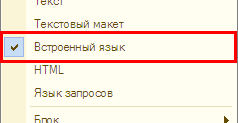 Текст
Текстовый макет
Встроенный язык
HTML
Язык запросов
Блок